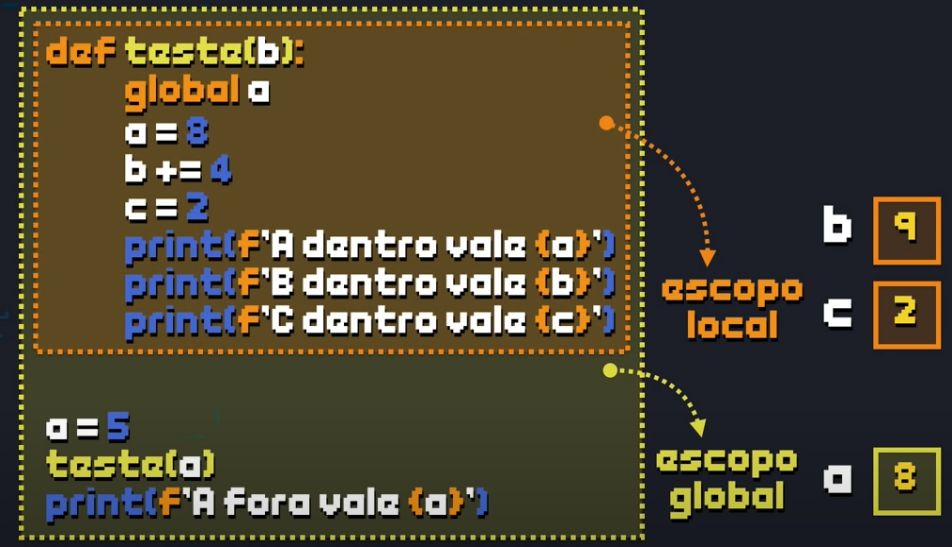 def teste(b):
global a
a = 8
b += 4
c = 2
print(f'A dentro vale {a}')
print(f'B dentro vale {b}')
print(f'C dentro vale {c}')
a = 5
teste(a)
print(f'A fora vale {a}')
b 9
c 2
escopo
local
escopo
global
a 8